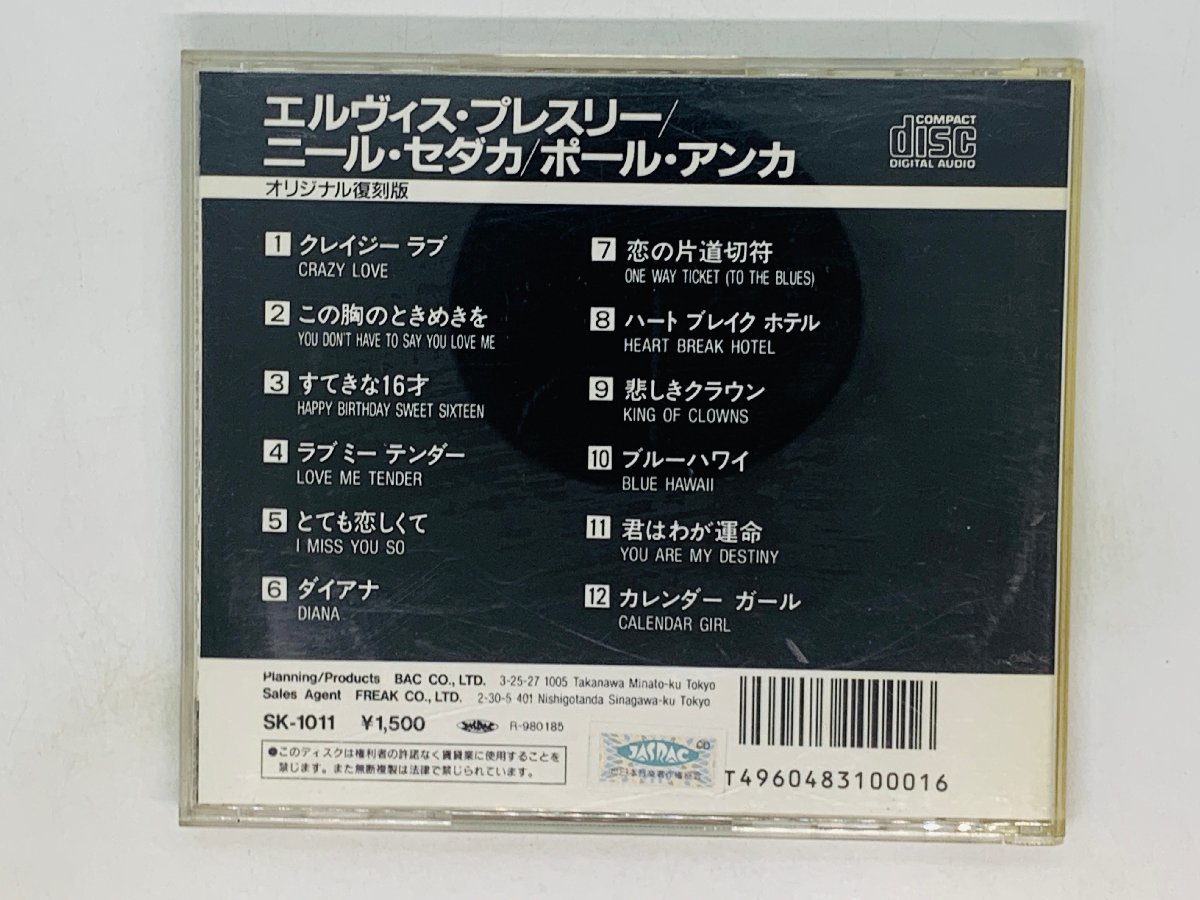 エルヴィス・プレスリー/
ニール・セダカ/ポール・アンカ
COMPACT
disc
DIGITAL AUDIO
オリジナル復刻版
1 クレイジー ラブ
CRAZY LOVE
2 この胸のときめきを
YOU DON'T HAVE TO SAY YOU LOVE ME
3 すてきな16才
HAPPY BIRTHDAY SWEET SIXTEEN
4 ラブ ミー テンダー
LOVE ME TENDER
5 とても恋しくて
I MISS YOU SO
6 ダイアナ
DIANA
7 恋の片道切符
ONE WAY TICKET (TO THE BLUES)
8 ハート ブレイク ホテル
HEART BREAK HOTEL
9 悲しきクラウン
KING OF CLOWNS
10 ブルーハワイ
BLUE HAWAII
11 君はわが運命
YOU ARE MY DESTINY
12 カレンダー ガール
CALENDAR GIRL
Planning/Products BAC CO., LTD. 3-25-27 1005 Takanawa Minato-ku Tokyo
Sales Agent FREAK CO., LTD. 2-30-5 401 Nishigotanda Sinagawa-ku Tokyo
SK-1011 ¥1,500 JASRAC R-980185
●このディスクは権利者の許諾なく賃貸業に使用することを
禁じます。また無断複製は法律で禁じられています。
JASRAC CD
T4960483100016